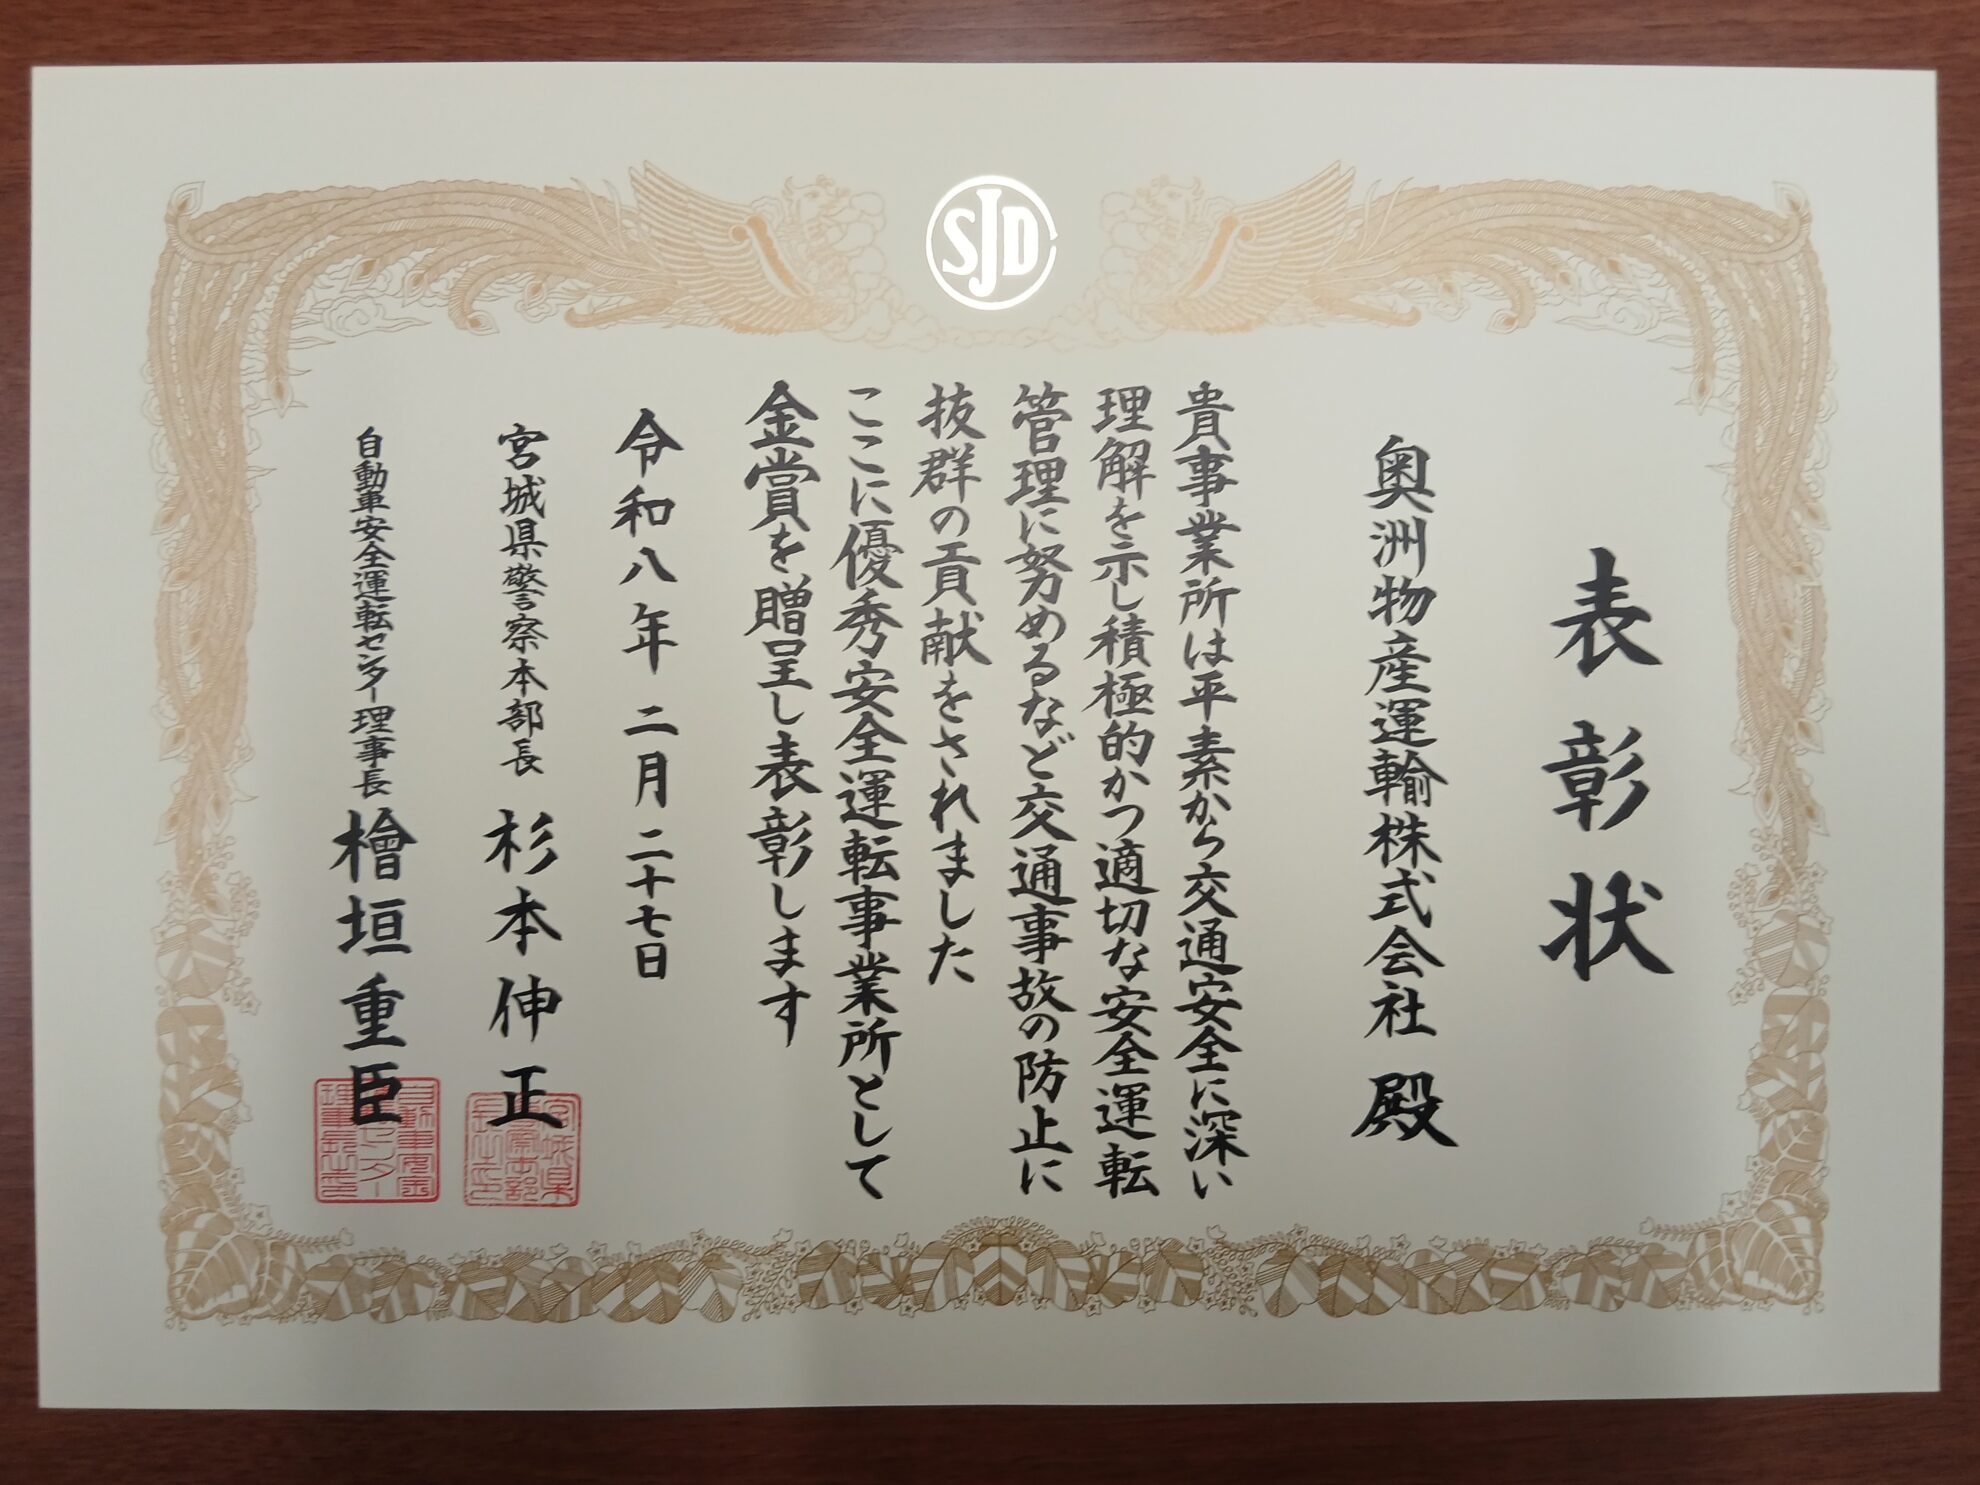 SJD
表彰状
奥洲物産運輸株式会社 殿
貴事業所は平素から交通安全に深い
理解を示し積極的かつ適切な安全運転
管理に努めるなど交通事故の防止に
抜群の貢献をされました
ここに優秀安全運転事業所として
金賞を贈呈し表彰します
令和八年二月二十七日
宮城県警察本部長 杉本伸正
自動車安全運転センター理事長 檜垣重臣